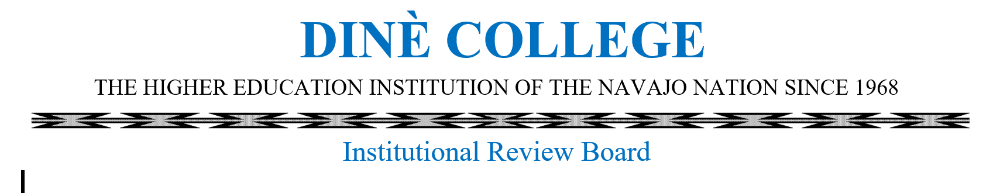 DINÈ COLLEGE
THE HIGHER EDUCATION INSTITUTION OF THE NAVAJO NATION SINCE 1968
Institutional Review Board